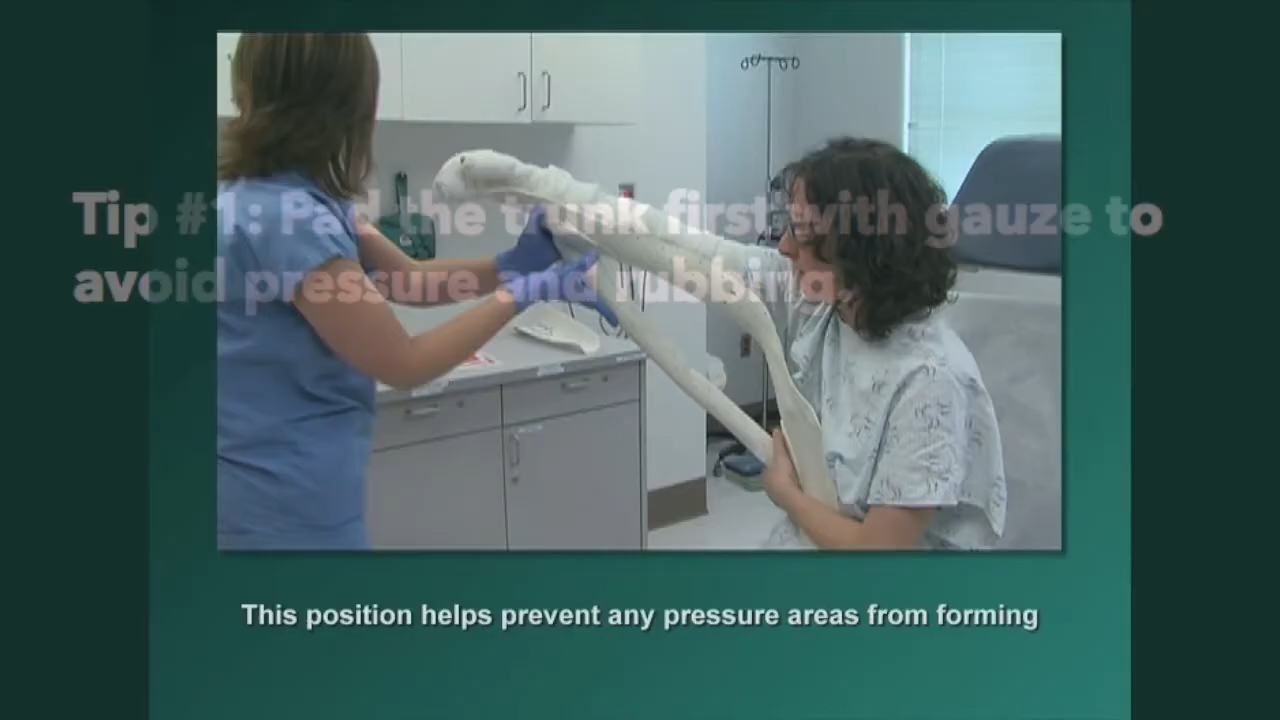 Tip #1: Pad the trunk first with gauze to
avoid pressure and rubbing.
This position helps prevent any pressure areas from forming